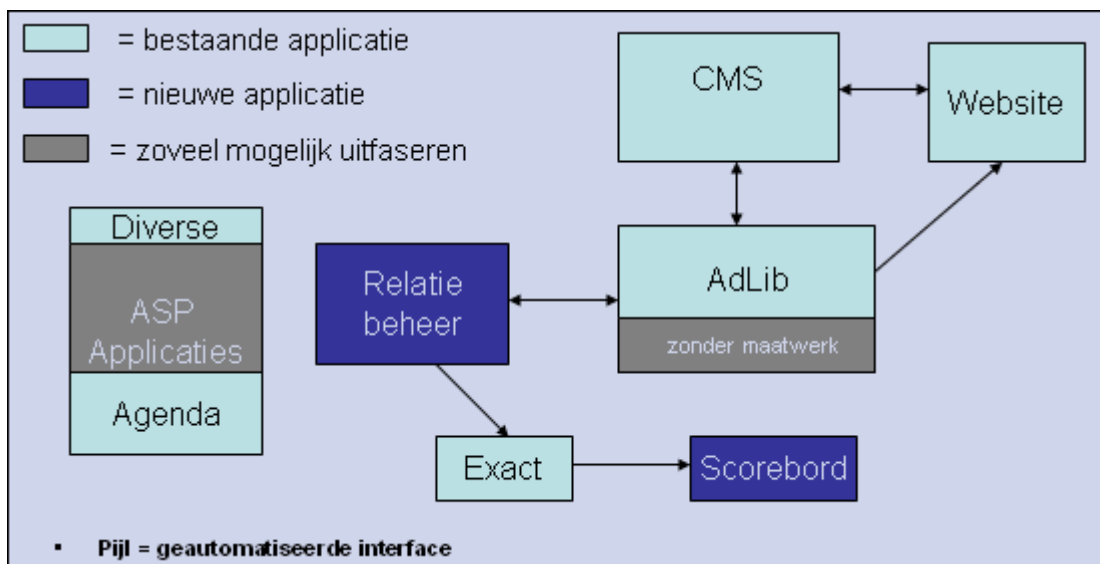 = bestaande applicatie
= nieuwe applicatie
= zoveel mogelijk uitfaseren
CMS
Website
Diverse
ASP
Applicaties
Agenda
Relatie
beheer
AdLib
zonder maatwerk
Exact
Scorebord
▪ Pijl = geautomatiseerde interface